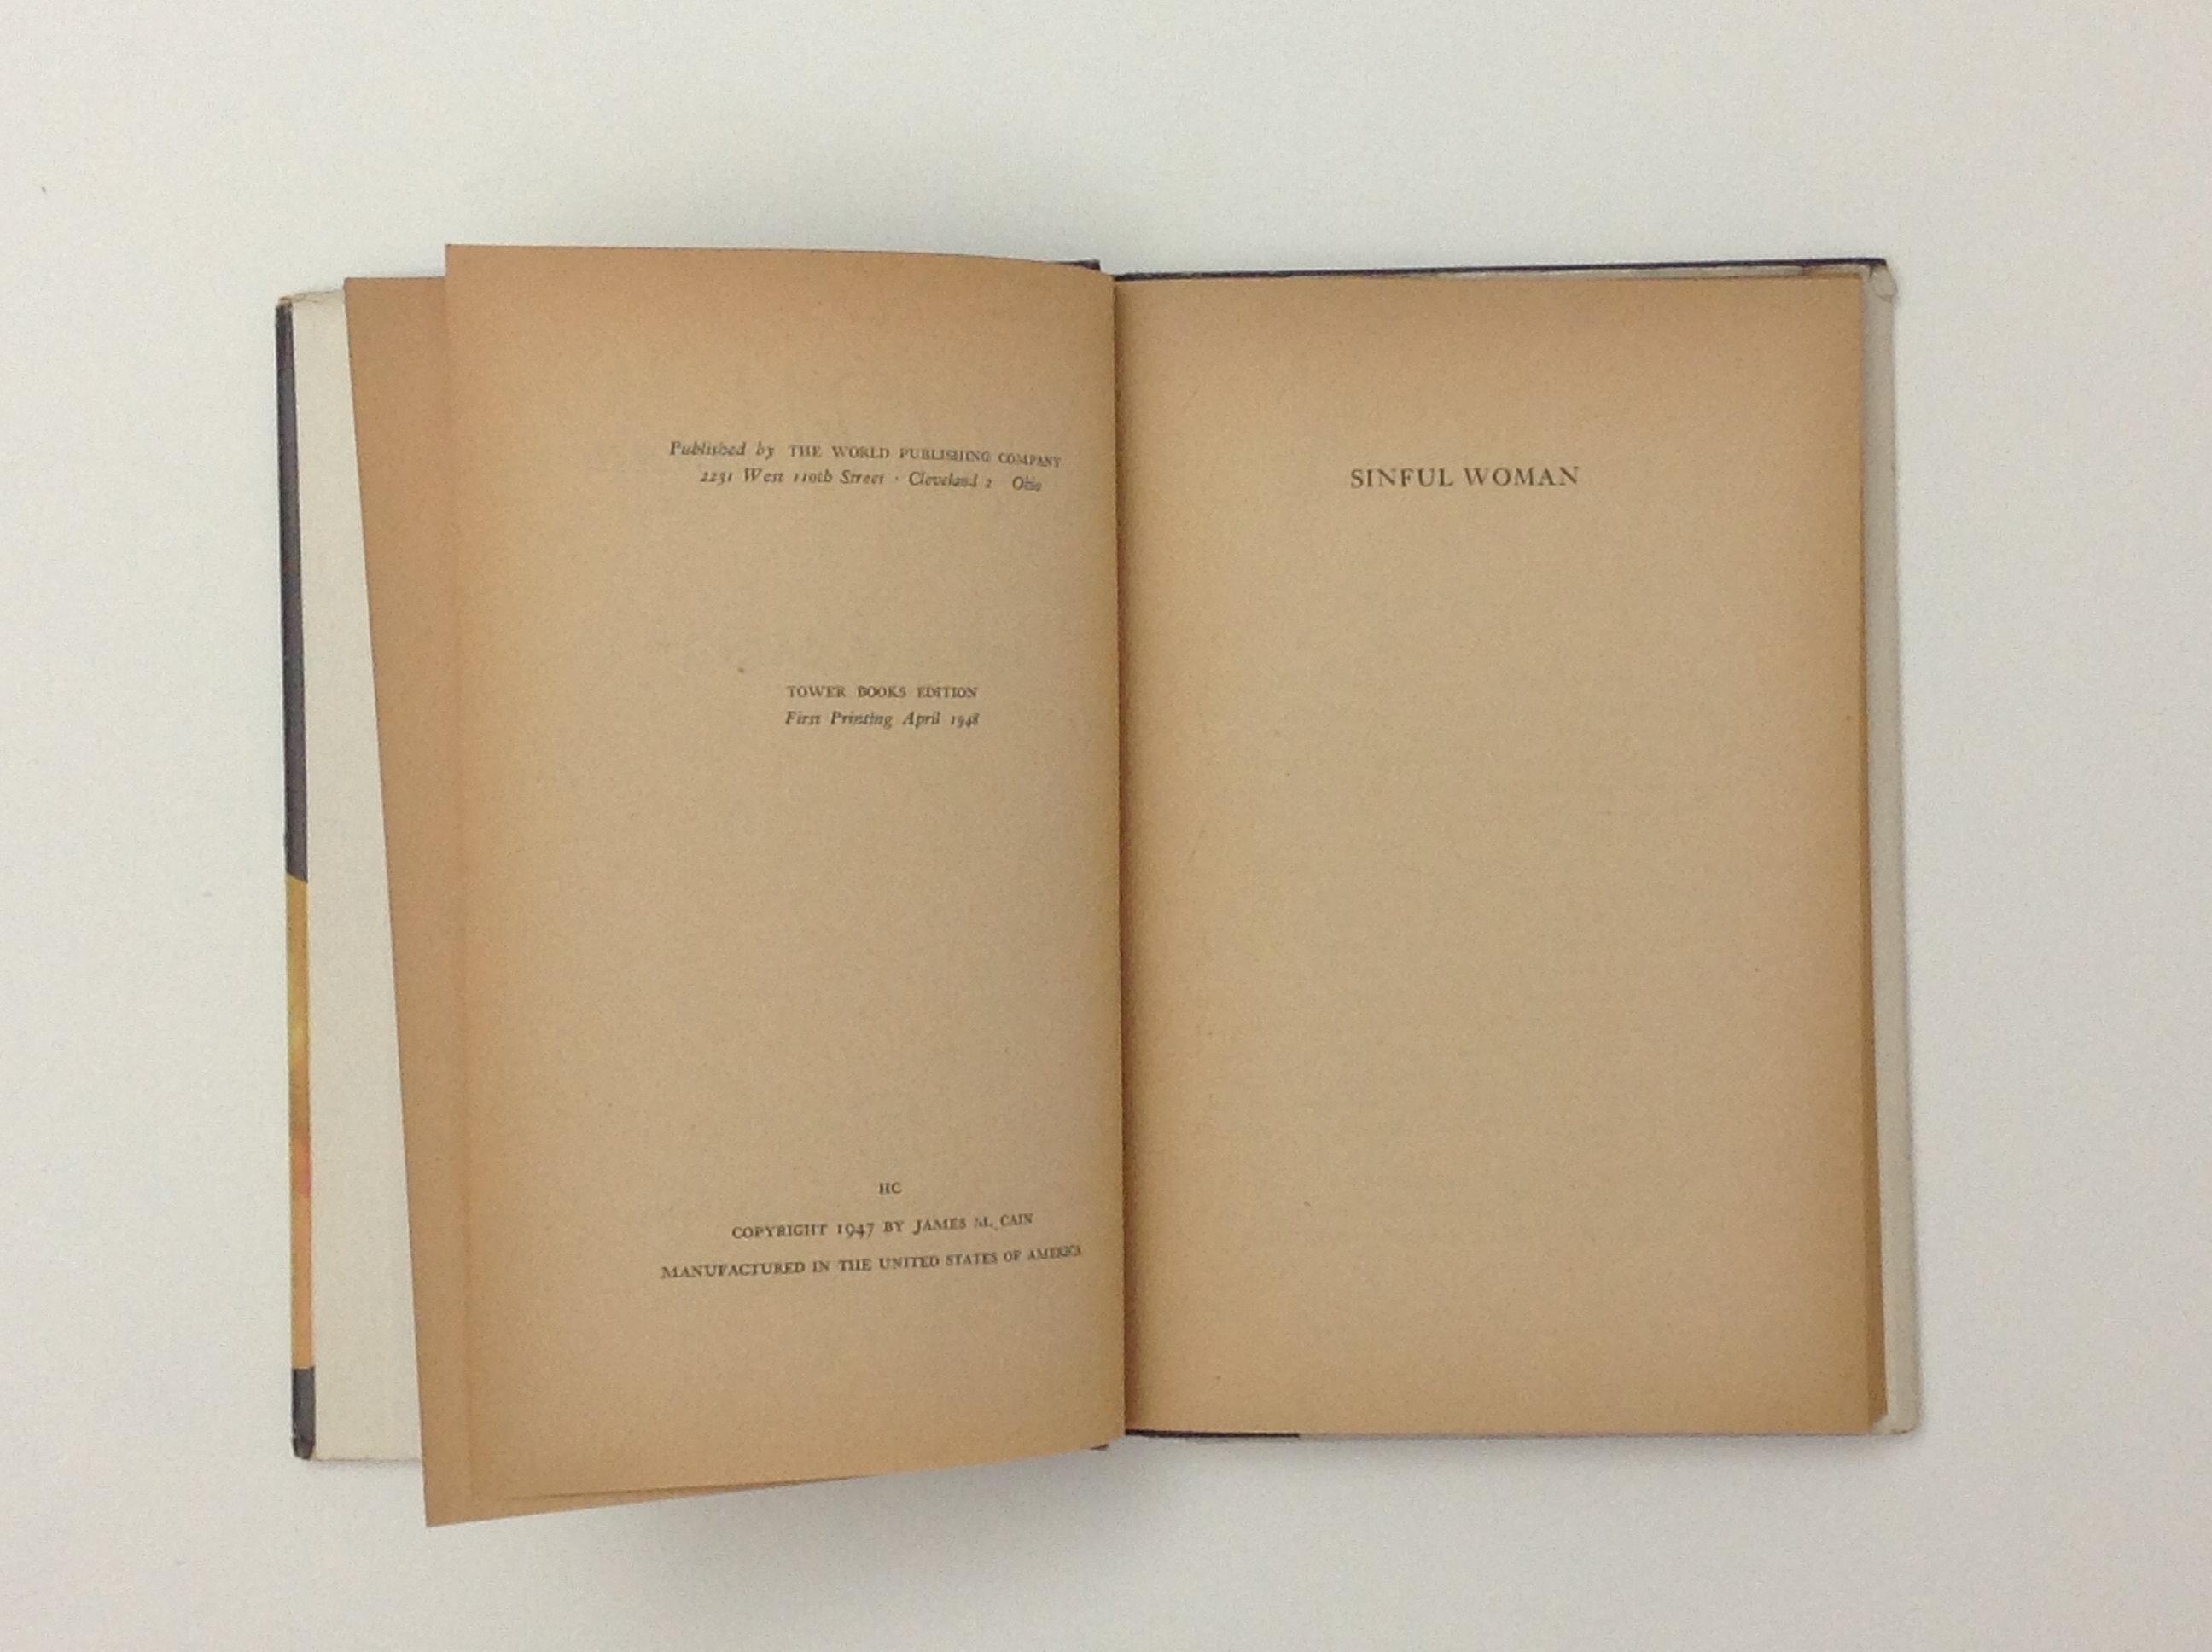 Published by THE WORLD PUBLISHING COMPANY
2231 West 110th Street · Cleveland 2 Ohio
TOWER BOOKS EDITION
First Printing April 1948
HC
COPYRIGHT 1947 BY JAMES M. CAIN
MANUFACTURED IN THE UNITED STATES OF AMERICA
SINFUL WOMAN